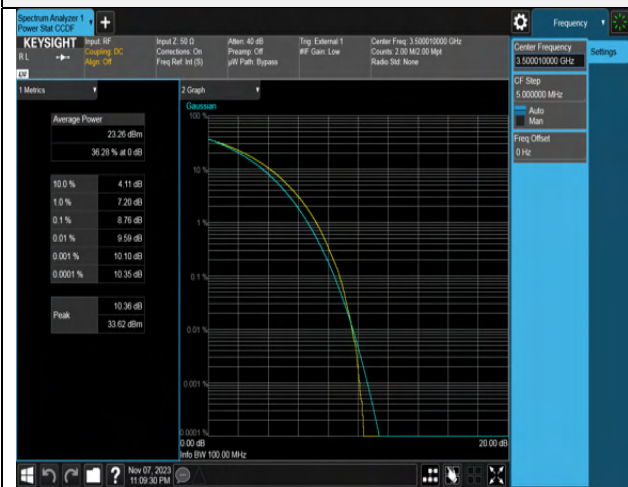 Spectrum Analyzer 1
Power Stat CCDF
Frequency
KEYSIGHT
RL
Input: RF
Coupling: DC
Align: Off
Input Z: 50 Ω
Corrections: On
Freq Ref: Int (S)
Atten: 40 dB
Preamp: Off
µW Path: Bypass
Trig: External 1
#IF Gain: Low
Center Freq: 3.500010000 GHz
Counts: 2.00 M/2.00 Mpt
Radio Std: None
Center Frequency
3.500010000 GHz
Settings
CF Step
5.000000 MHz
Auto
Man
Freq Offset
0 Hz
1 Metrics
2 Graph
Gaussian
Average Power
23.26 dBm
36.28 % at 0 dB
10.0 % 4.11 dB
1.0 % 7.20 dB
0.1 % 8.76 dB
0.01 % 9.59 dB
0.001 % 10.10 dB
0.0001 % 10.35 dB
Peak
10.36 dB
33.62 dBm
100 %
10 %
1 %
0.1 %
0.01 %
0.001 %
0.0001 %
0.00 dB
20.00 dB
Info BW 100.00 MHz
?
Nov 07, 2023
11:09:30 PM